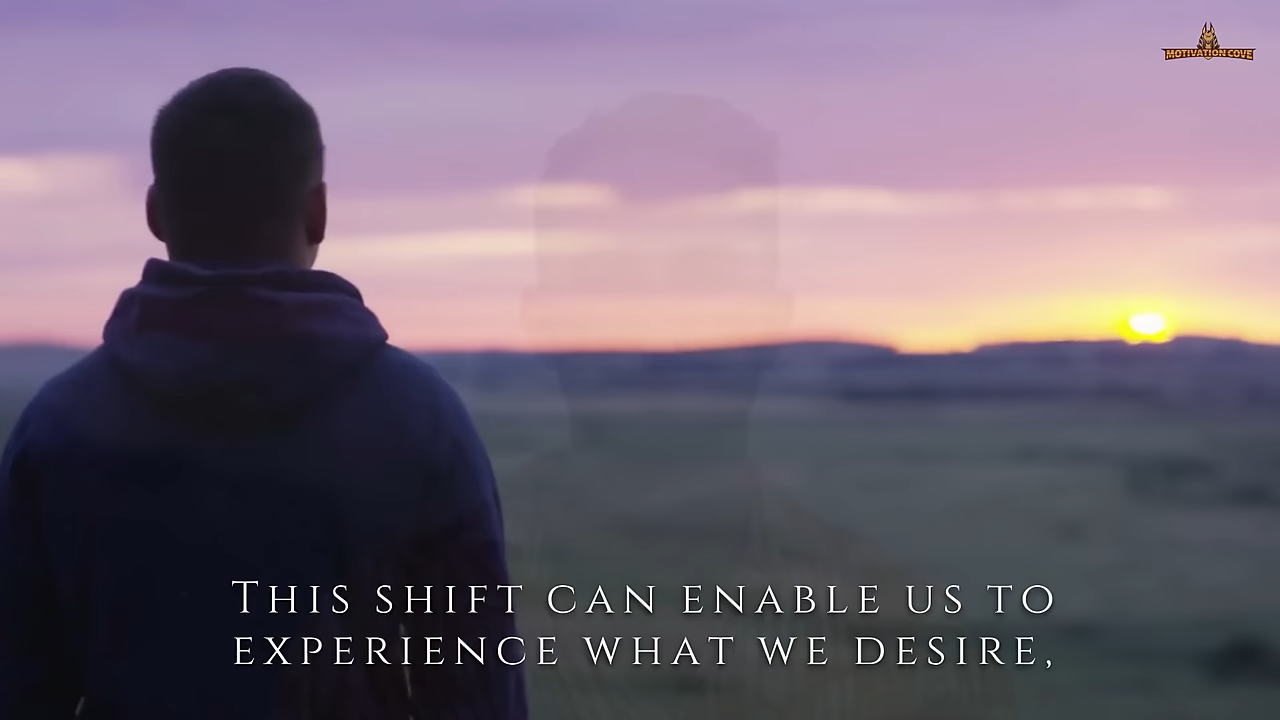 MOTIVATION COVE
This shift can enable us to
experience what we desire,